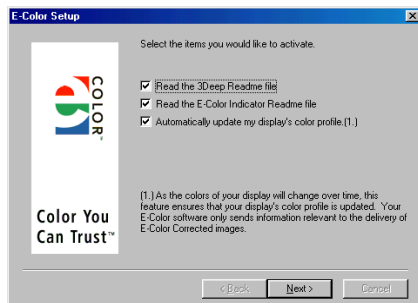 E-Color Setup
Select the items you would like to activate.
Read the 3Deep Readme file
Read the E-Color Indicator Readme file
Automatically update my display's color profile.(1.)
(1.) As the colors of your display will change over time, this
feature ensures that your display's color profile is updated. Your
E-Color software only sends information relevant to the delivery of
E-Color Corrected images.
e
COLOR
Color You
Can Trust™
< Back
Next >
Cancel